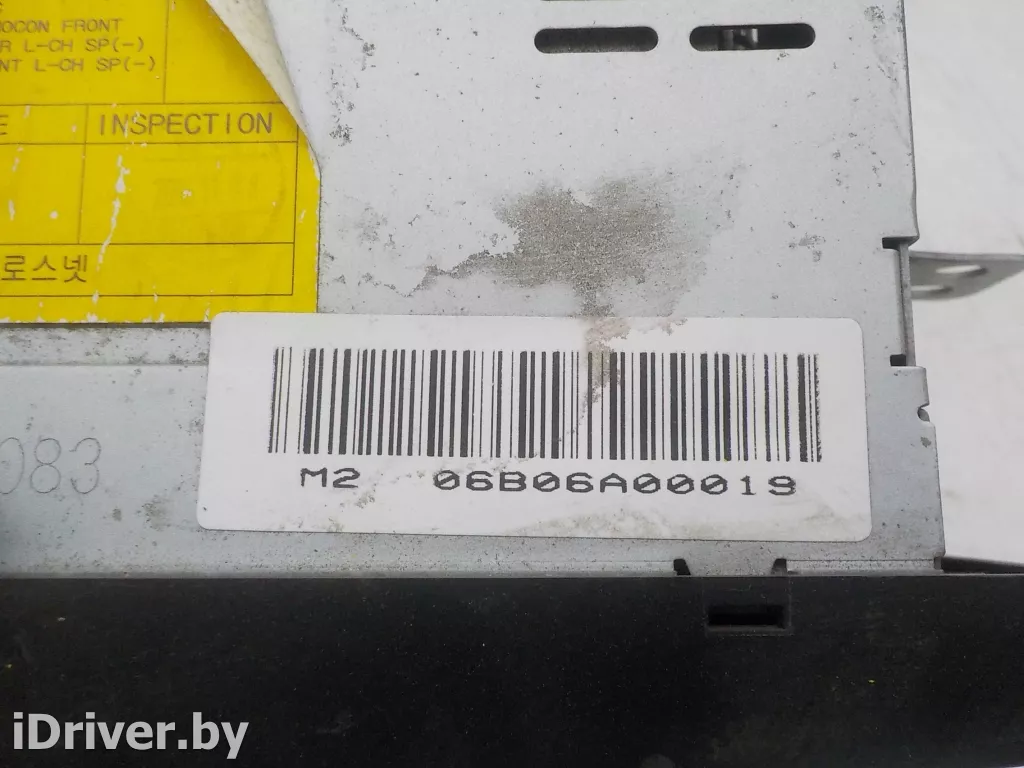 OCON FRONT
R L-CH SP(-)
NT L-CH SP(-)
E INSPECTION
로스넷
083
M2 06B06A00019
iDriver.by